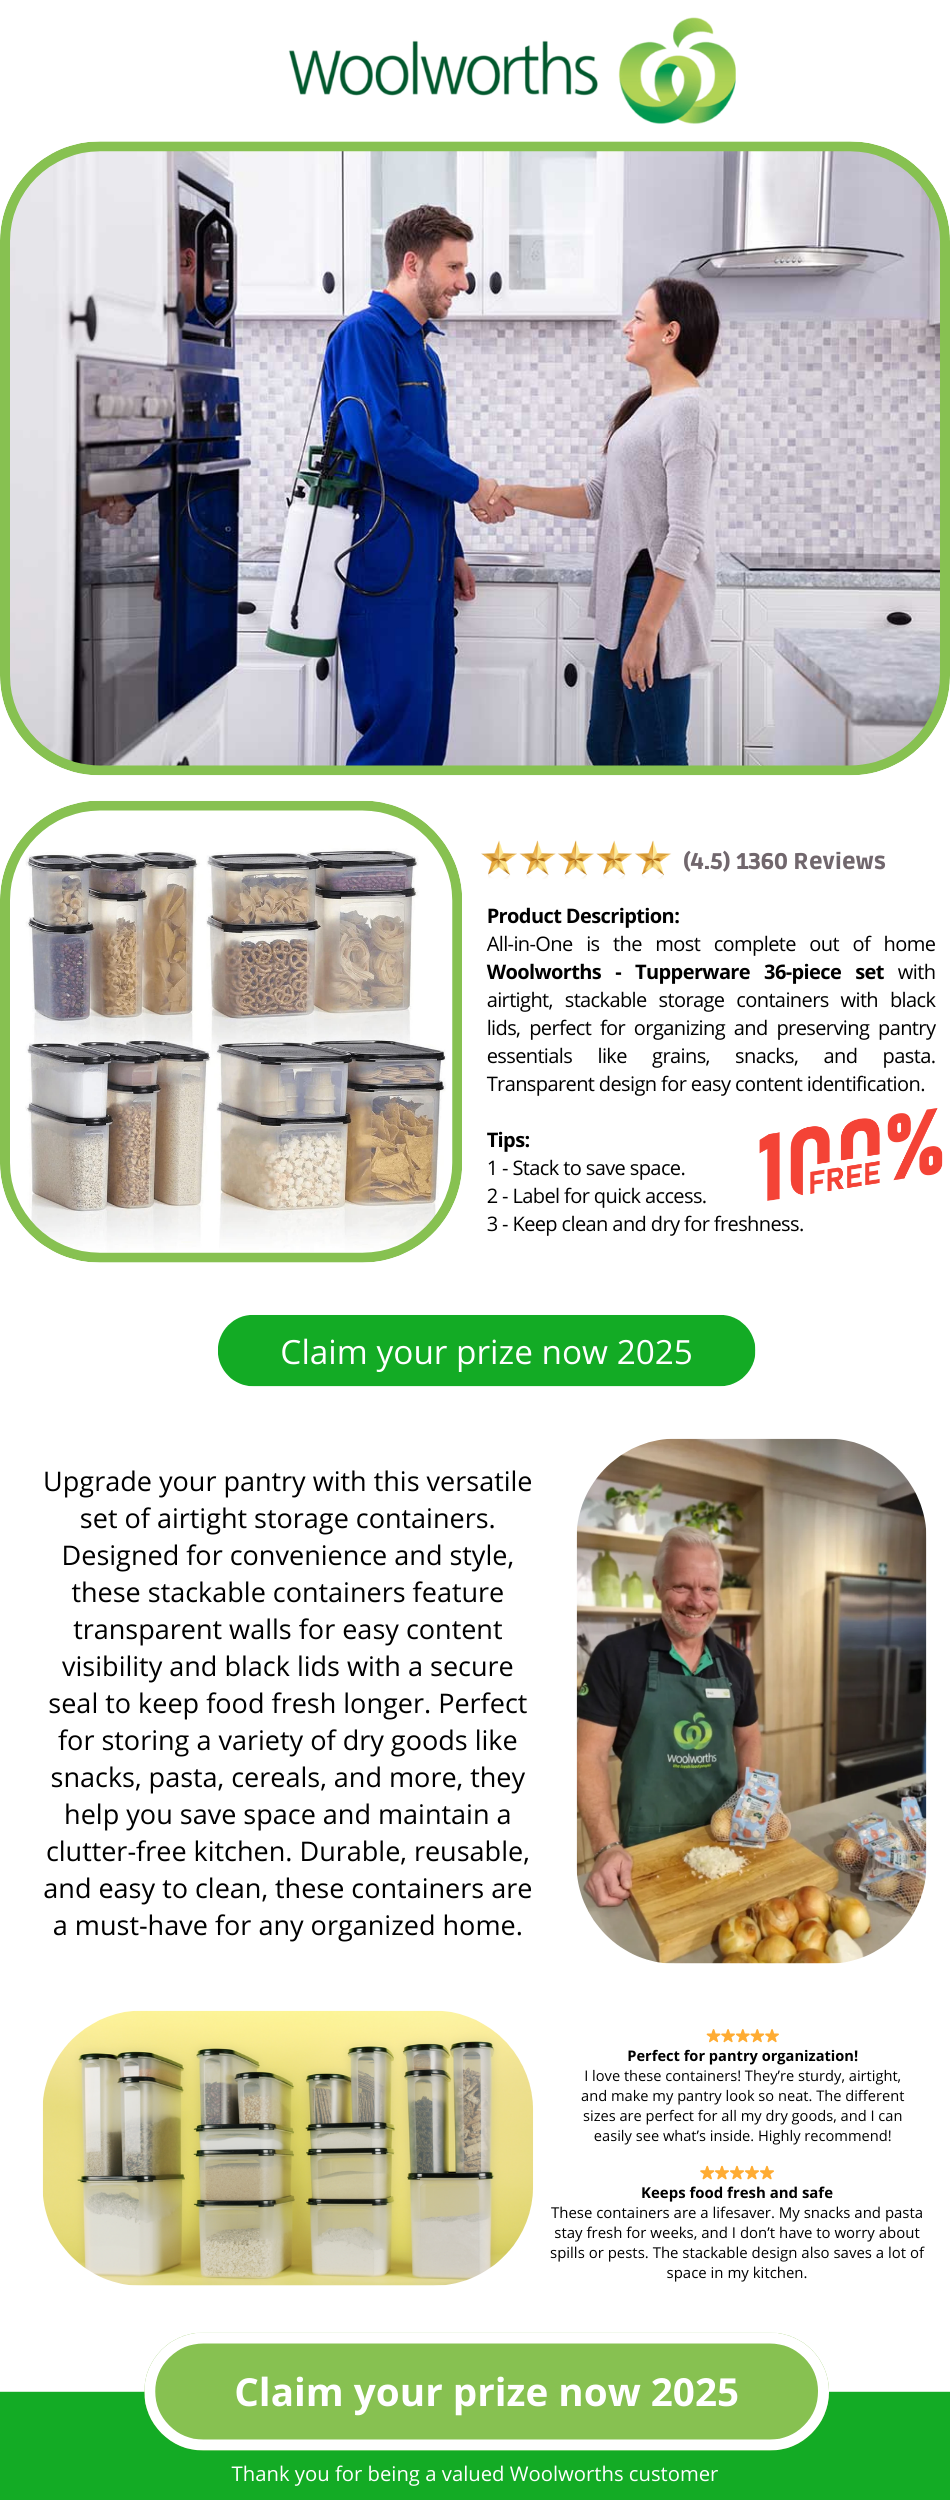 Woolworths
(4.5) 1360 Reviews
Product Description:
All-in-One is the most complete out of home
Woolworths - Tupperware 36-piece set with
airtight, stackable storage containers with black
lids, perfect for organizing and preserving pantry
essentials like grains, snacks, and pasta.
Transparent design for easy content identification.
Tips:
1 - Stack to save space.
2 - Label for quick access.
3 - Keep clean and dry for freshness.
100%
FREE
Claim your prize now 2025
Upgrade your pantry with this versatile
set of airtight storage containers.
Designed for convenience and style,
these stackable containers feature
transparent walls for easy content
visibility and black lids with a secure
seal to keep food fresh longer. Perfect
for storing a variety of dry goods like
snacks, pasta, cereals, and more, they
help you save space and maintain a
clutter-free kitchen. Durable, reusable,
and easy to clean, these containers are
a must-have for any organized home.
Woolworths
Perfect for pantry organization!
I love these containers! They're sturdy, airtight,
and make my pantry look so neat. The different
sizes are perfect for all my dry goods, and I can
easily see what's inside. Highly recommend!
Keeps food fresh and safe
These containers are a lifesaver. My snacks and pasta
stay fresh for weeks, and I don't have to worry about
spills or pests. The stackable design also saves a lot of
space in my kitchen.
Claim your prize now 2025
Thank you for being a valued Woolworths customer